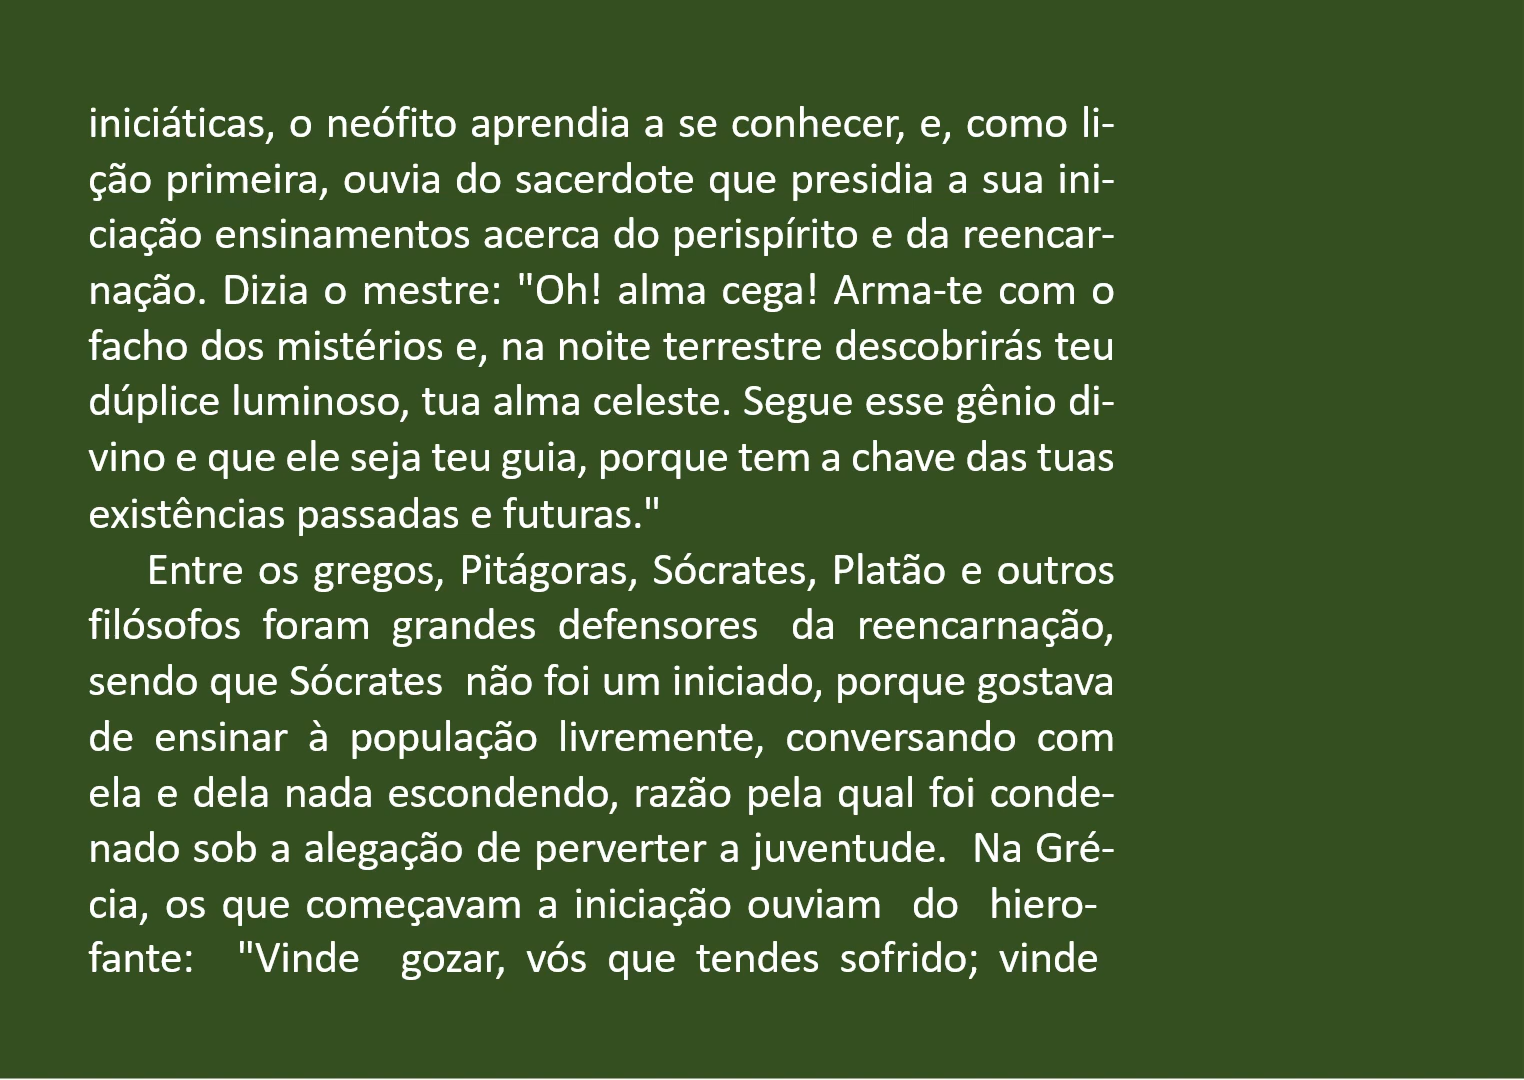 iniciáticas, o neófito aprendia a se conhecer, e, como li-
ção primeira, ouvia do sacerdote que presidia a sua ini-
ciação ensinamentos acerca do perispírito e da reencar-
nação. Dizia o mestre: "Oh! alma cega! Arma-te com o
facho dos mistérios e, na noite terrestre descobrirás teu
dúplice luminoso, tua alma celeste. Segue esse gênio di-
vino e que ele seja teu guia, porque tem a chave das tuas
existências passadas e futuras."
Entre os gregos, Pitágoras, Sócrates, Platão e outros
filósofos foram grandes defensores da reencarnação,
sendo que Sócrates não foi um iniciado, porque gostava
de ensinar à população livremente, conversando com
ela e dela nada escondendo, razão pela qual foi conde-
nado sob a alegação de perverter a juventude. Na Gré-
cia, os que começavam a iniciação ouviam do hiero-
fante: "Vinde gozar, vós que tendes sofrido; vinde